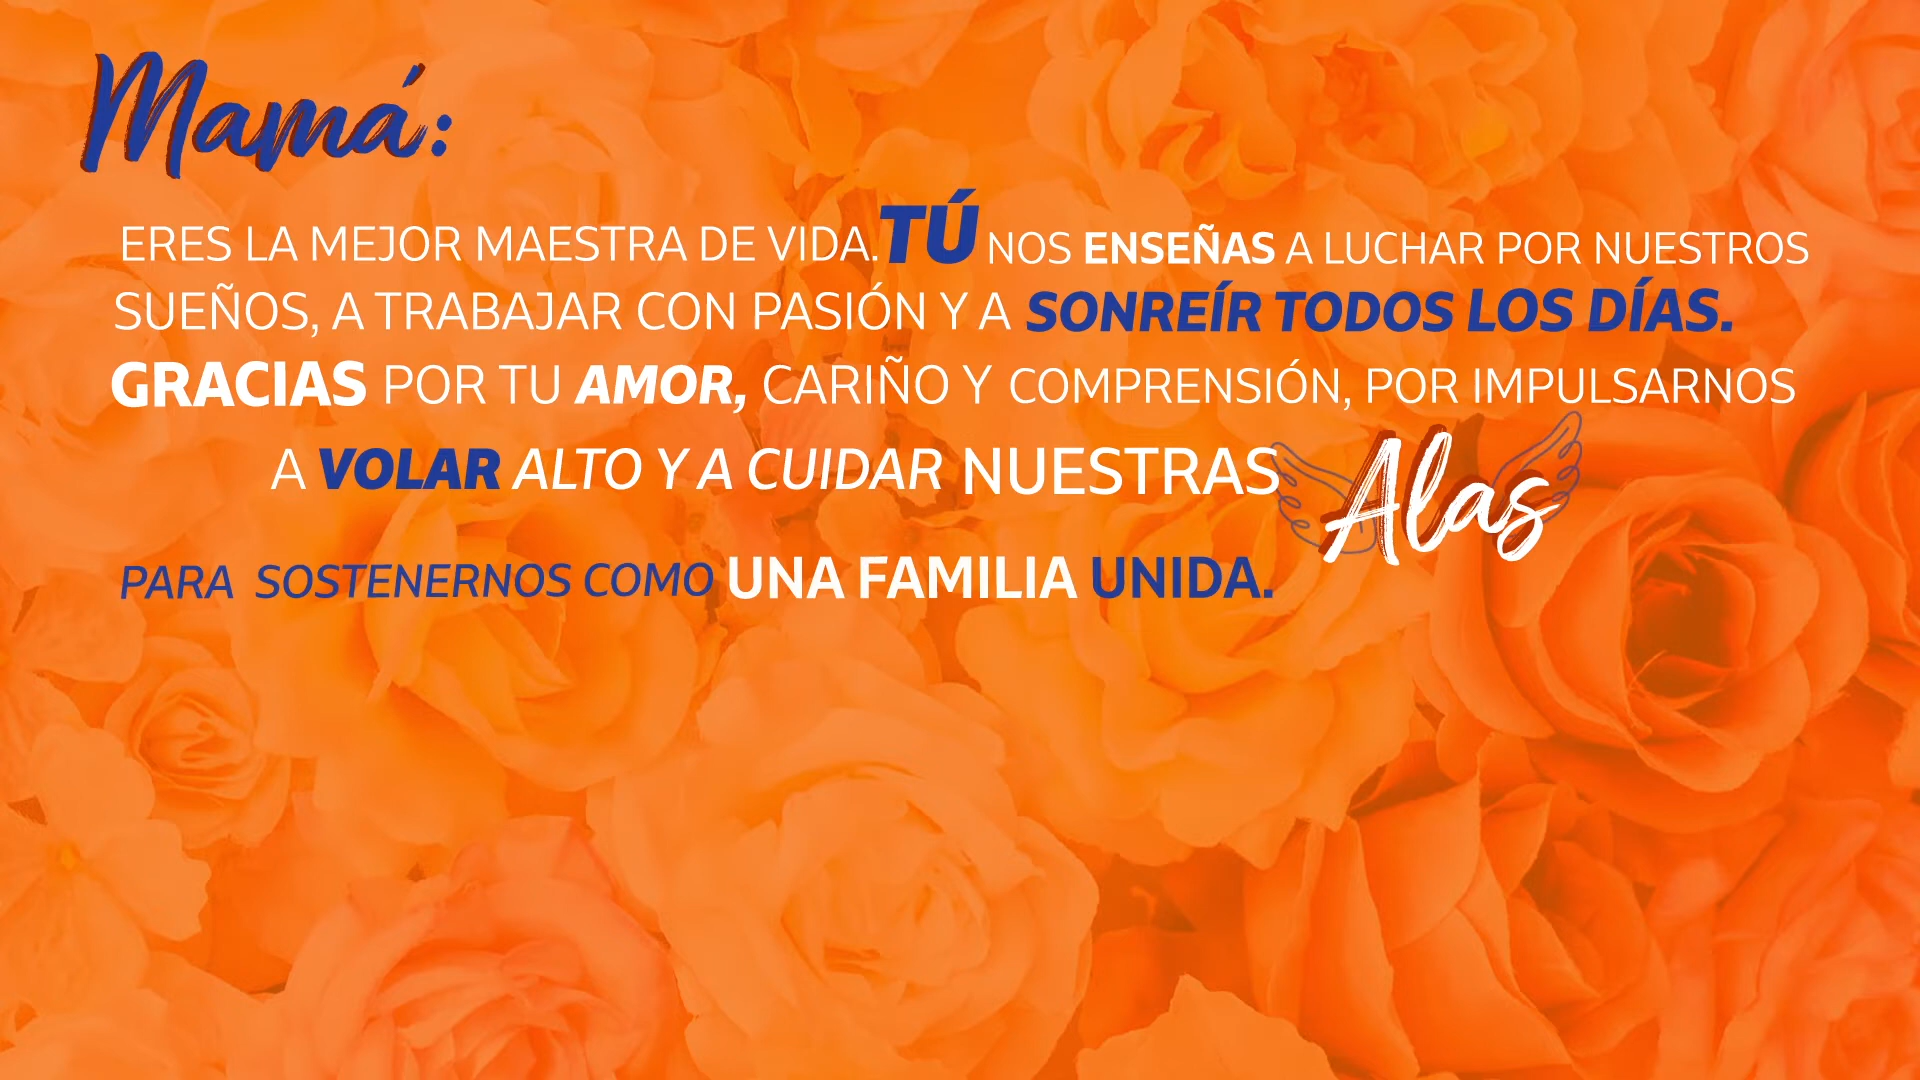 Mamá:
ERES LA MEJOR MAESTRA DE VIDA. TÚ NOS ENSEÑAS A LUCHAR POR NUESTROS
SUEÑOS, A TRABAJAR CON PASIÓN Y A SONREÍR TODOS LOS DÍAS.
GRACIAS POR TU AMOR, CARIÑO Y COMPRENSIÓN, POR IMPULSARNOS
A VOLAR ALTO Y A CUIDAR NUESTRAS Alas
PARA SOSTENERNOS COMO UNA FAMILIA UNIDA.